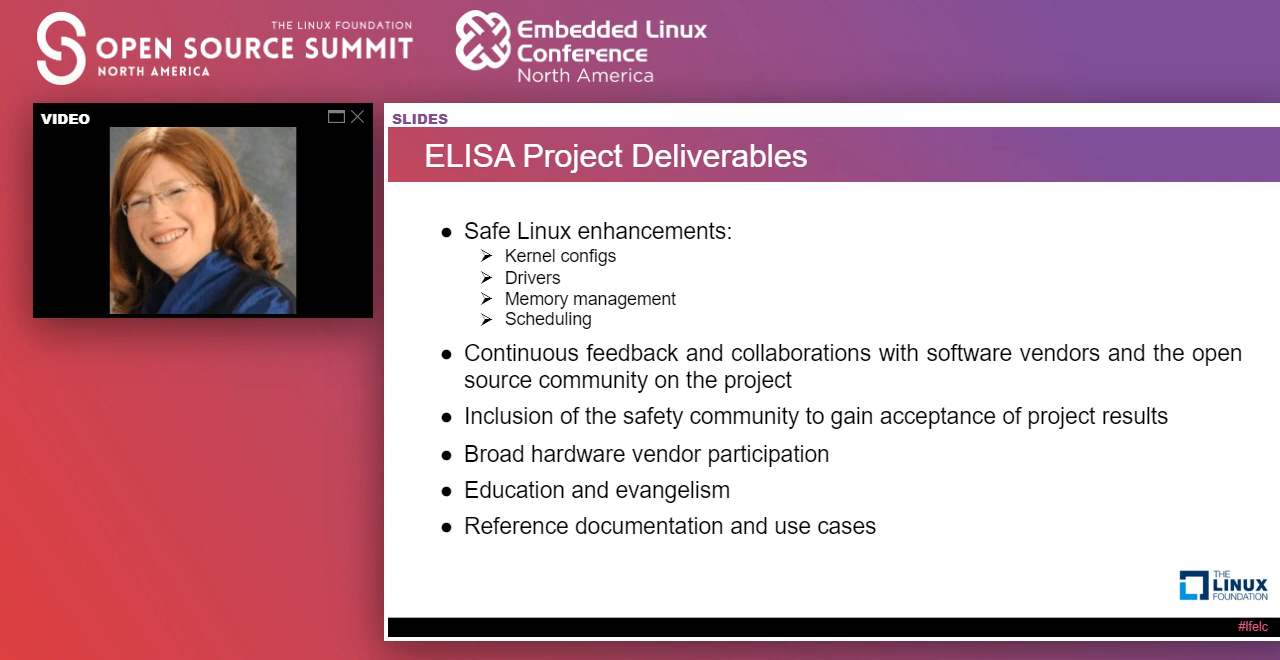 THE LINUX FOUNDATION
OPEN SOURCE SUMMIT
NORTH AMERICA
Embedded Linux
Conference
North America
VIDEO
SLIDES
ELISA Project Deliverables
● Safe Linux enhancements:
➢ Kernel configs
➢ Drivers
➢ Memory management
➢ Scheduling
● Continuous feedback and collaborations with software vendors and the open
source community on the project
● Inclusion of the safety community to gain acceptance of project results
● Broad hardware vendor participation
● Education and evangelism
● Reference documentation and use cases
THE
LINUX
FOUNDATION
#lfelc